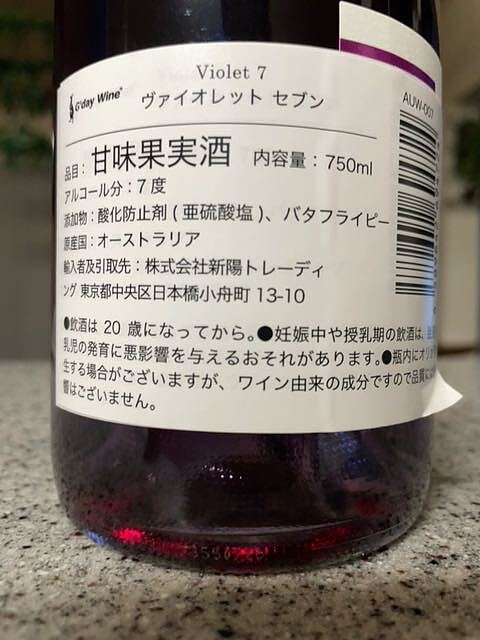 Violet 7
G'day Wine®
ヴァイオレット セブン
AUW-007
品目：甘味果実酒 内容量：750ml
アルコール分：7度
添加物：酸化防止剤 (亜硫酸塩)、バタフライピー
原産国：オーストラリア
輸入者及引取先：株式会社新陽トレーディ
ング 東京都中央区日本橋小舟町 13-10
●飲酒は 20 歳になってから。●妊娠中や授乳期の飲酒は、
乳児の発育に悪影響を与えるおそれがあります。●瓶内にオリ
生する場合がございますが、ワイン由来の成分ですので品質に
響はございません。